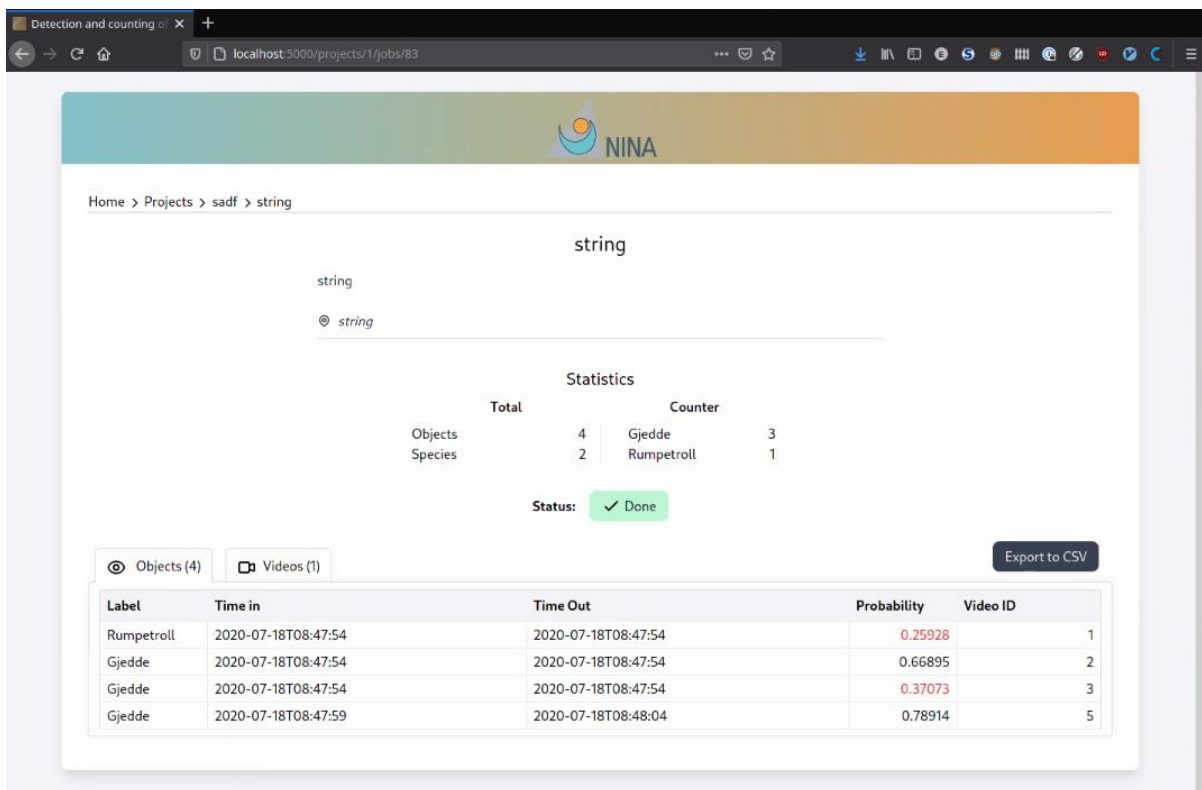 Detection and counting of
localhost:5000/projects/1/jobs/83
NINA
Home > Projects > sadf > string
string
string
string
Statistics
Total Counter
Objects 4 Gjedde 3
Species 2 Rumpetroll 1
Status: Done
Objects (4) Videos (1) Export to CSV
Label Time in Time Out Probability Video ID
Rumpetroll 2020-07-18T08:47:54 2020-07-18T08:47:54 0.25928 1
Gjedde 2020-07-18T08:47:54 2020-07-18T08:47:54 0.66895 2
Gjedde 2020-07-18T08:47:54 2020-07-18T08:47:54 0.37073 3
Gjedde 2020-07-18T08:47:59 2020-07-18T08:48:04 0.78914 5